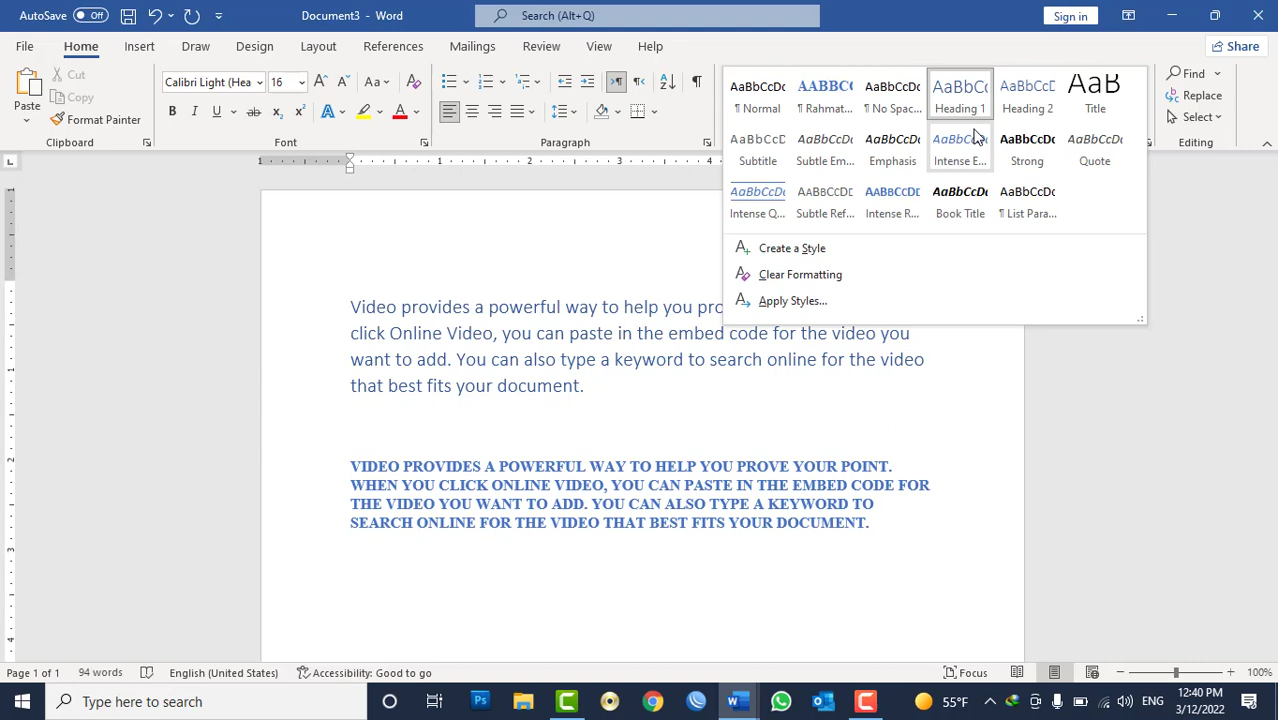 AutoSave Off Document3 - Word Search (Alt+Q) Sign in
File Home Insert Draw Design Layout References Mailings Review View Help Share
Paste Cut Copy Format Painter Clipboard
Calibri Light (Hea 16 Font
Paragraph
AaBbCcDc AABBC AaBbCcDc AaBbC AaBbCcD AaB
¶ Normal ¶ Rahmat... ¶ No Spac... Heading 1 Heading 2 Title
AaBbCcD AaBbCcDc AaBbCcDc AaBbCcDc AaBbCcDc AaBbCcDc
Subtitle Subtle Em... Emphasis Intense E... Strong Quote
AaBbCcDc AABBCCDD AABBCCDD AaBbCcDc AaBbCcDc
Intense Q... Subtle Ref... Intense R... Book Title ¶ List Para...
Create a Style
Clear Formatting
Apply Styles...
Find
Replace
Select
Editing
1 1 2 3 4
Video provides a powerful way to help you pro
click Online Video, you can paste in the embed code for the video you
want to add. You can also type a keyword to search online for the video
that best fits your document.
VIDEO PROVIDES A POWERFUL WAY TO HELP YOU PROVE YOUR POINT.
WHEN YOU CLICK ONLINE VIDEO, YOU CAN PASTE IN THE EMBED CODE FOR
THE VIDEO YOU WANT TO ADD. YOU CAN ALSO TYPE A KEYWORD TO
SEARCH ONLINE FOR THE VIDEO THAT BEST FITS YOUR DOCUMENT.
Page 1 of 1 94 words English (United States) Accessibility: Good to go Focus 100%
Type here to search 55°F ENG 12:40 PM
3/12/2022